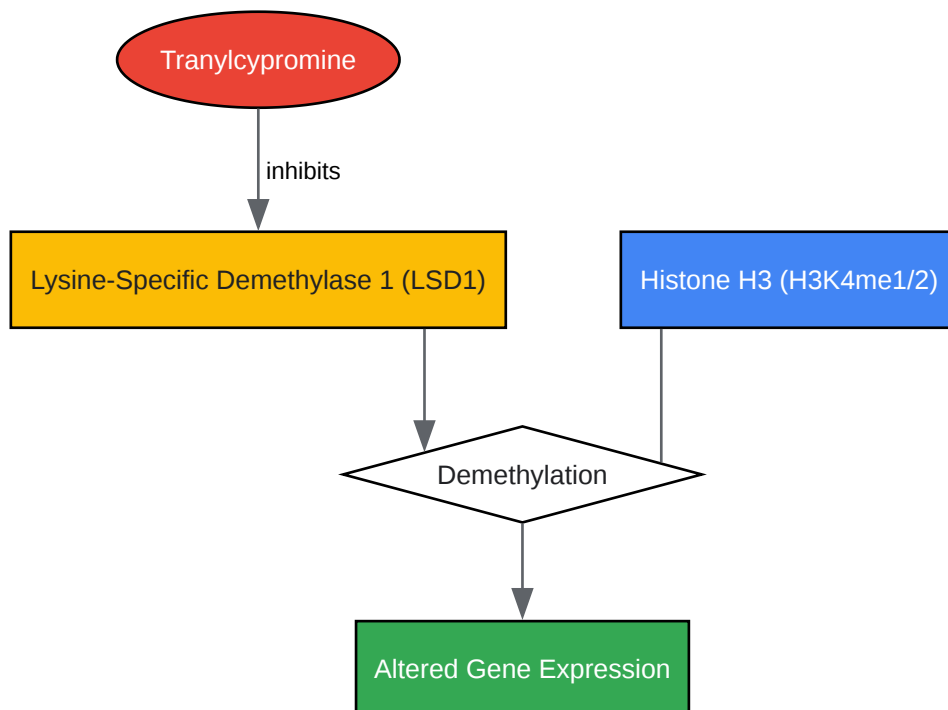 Tranylcypromine
inhibits
Lysine-Specific Demethylase 1 (LSD1)
Histone H3 (H3K4me1/2)
Demethylation
Altered Gene Expression